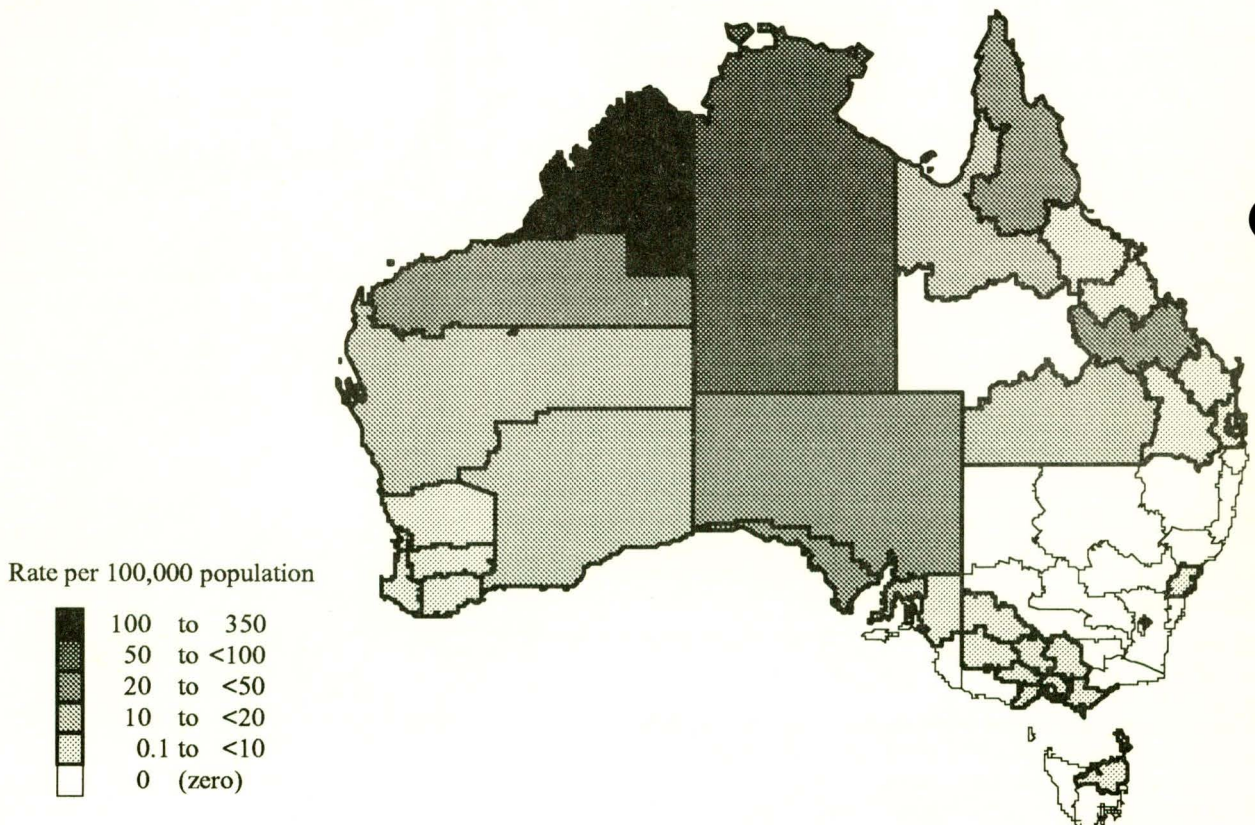 Rate per 100,000 population
100 to 350
50 to <100
20 to <50
10 to <20
0.1 to <10
0 (zero)